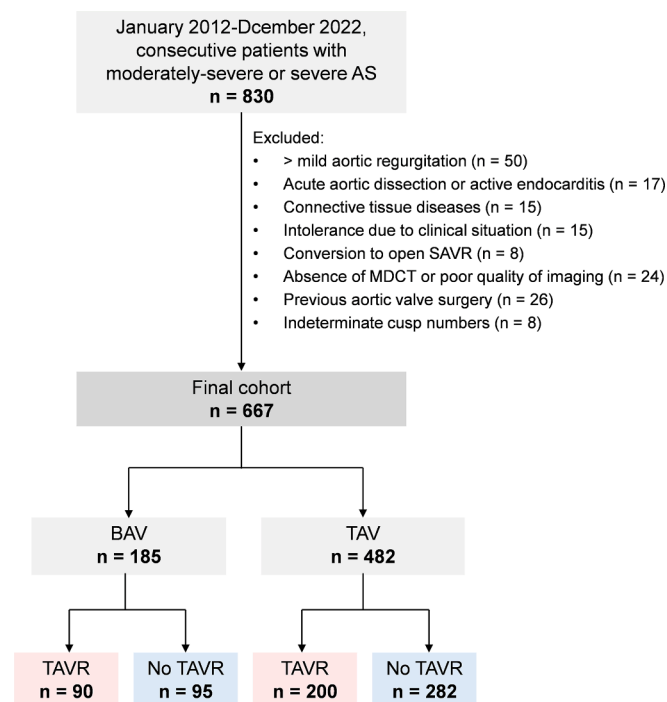 January 2012-Dcember 2022,
consecutive patients with
moderately-severe or severe AS
n = 830
Excluded:
• > mild aortic regurgitation (n = 50)
• Acute aortic dissection or active endocarditis (n = 17)
• Connective tissue diseases (n = 15)
• Intolerance due to clinical situation (n = 15)
• Conversion to open SAVR (n = 8)
• Absence of MDCT or poor quality of imaging (n = 24)
• Previous aortic valve surgery (n = 26)
• Indeterminate cusp numbers (n = 8)
Final cohort
n = 667
BAV
n = 185
TAV
n = 482
TAVR
n = 90
No TAVR
n = 95
TAVR
n = 200
No TAVR
n = 282